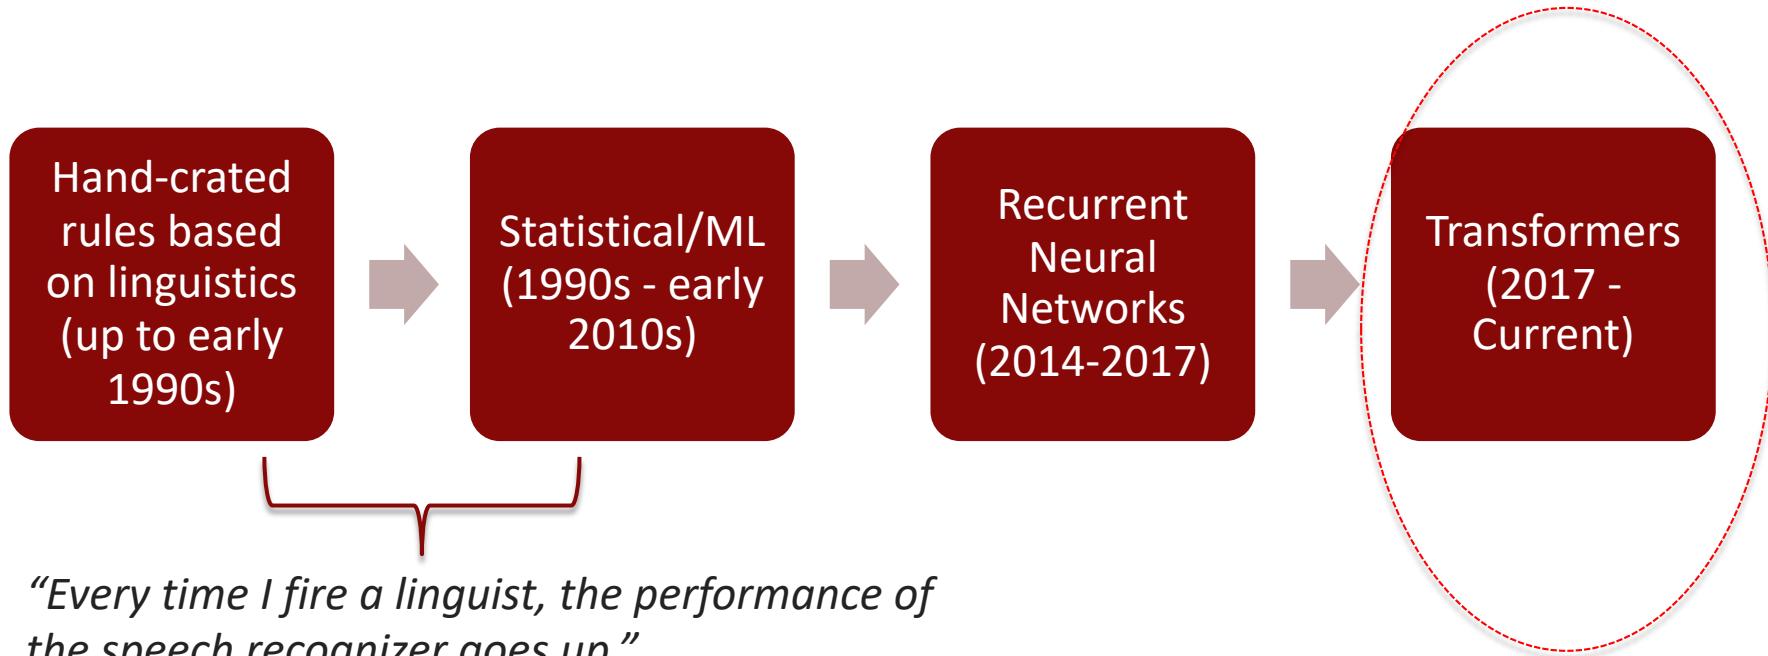 Hand-crated
rules based
on linguistics
(up to early
1990s)
Statistical/ML
(1990s - early
2010s)
Recurrent
Neural
Networks
(2014-2017)
Transformers
(2017 -
Current)
“Every time I fire a linguist, the performance of
the speech recognizer goes up.”